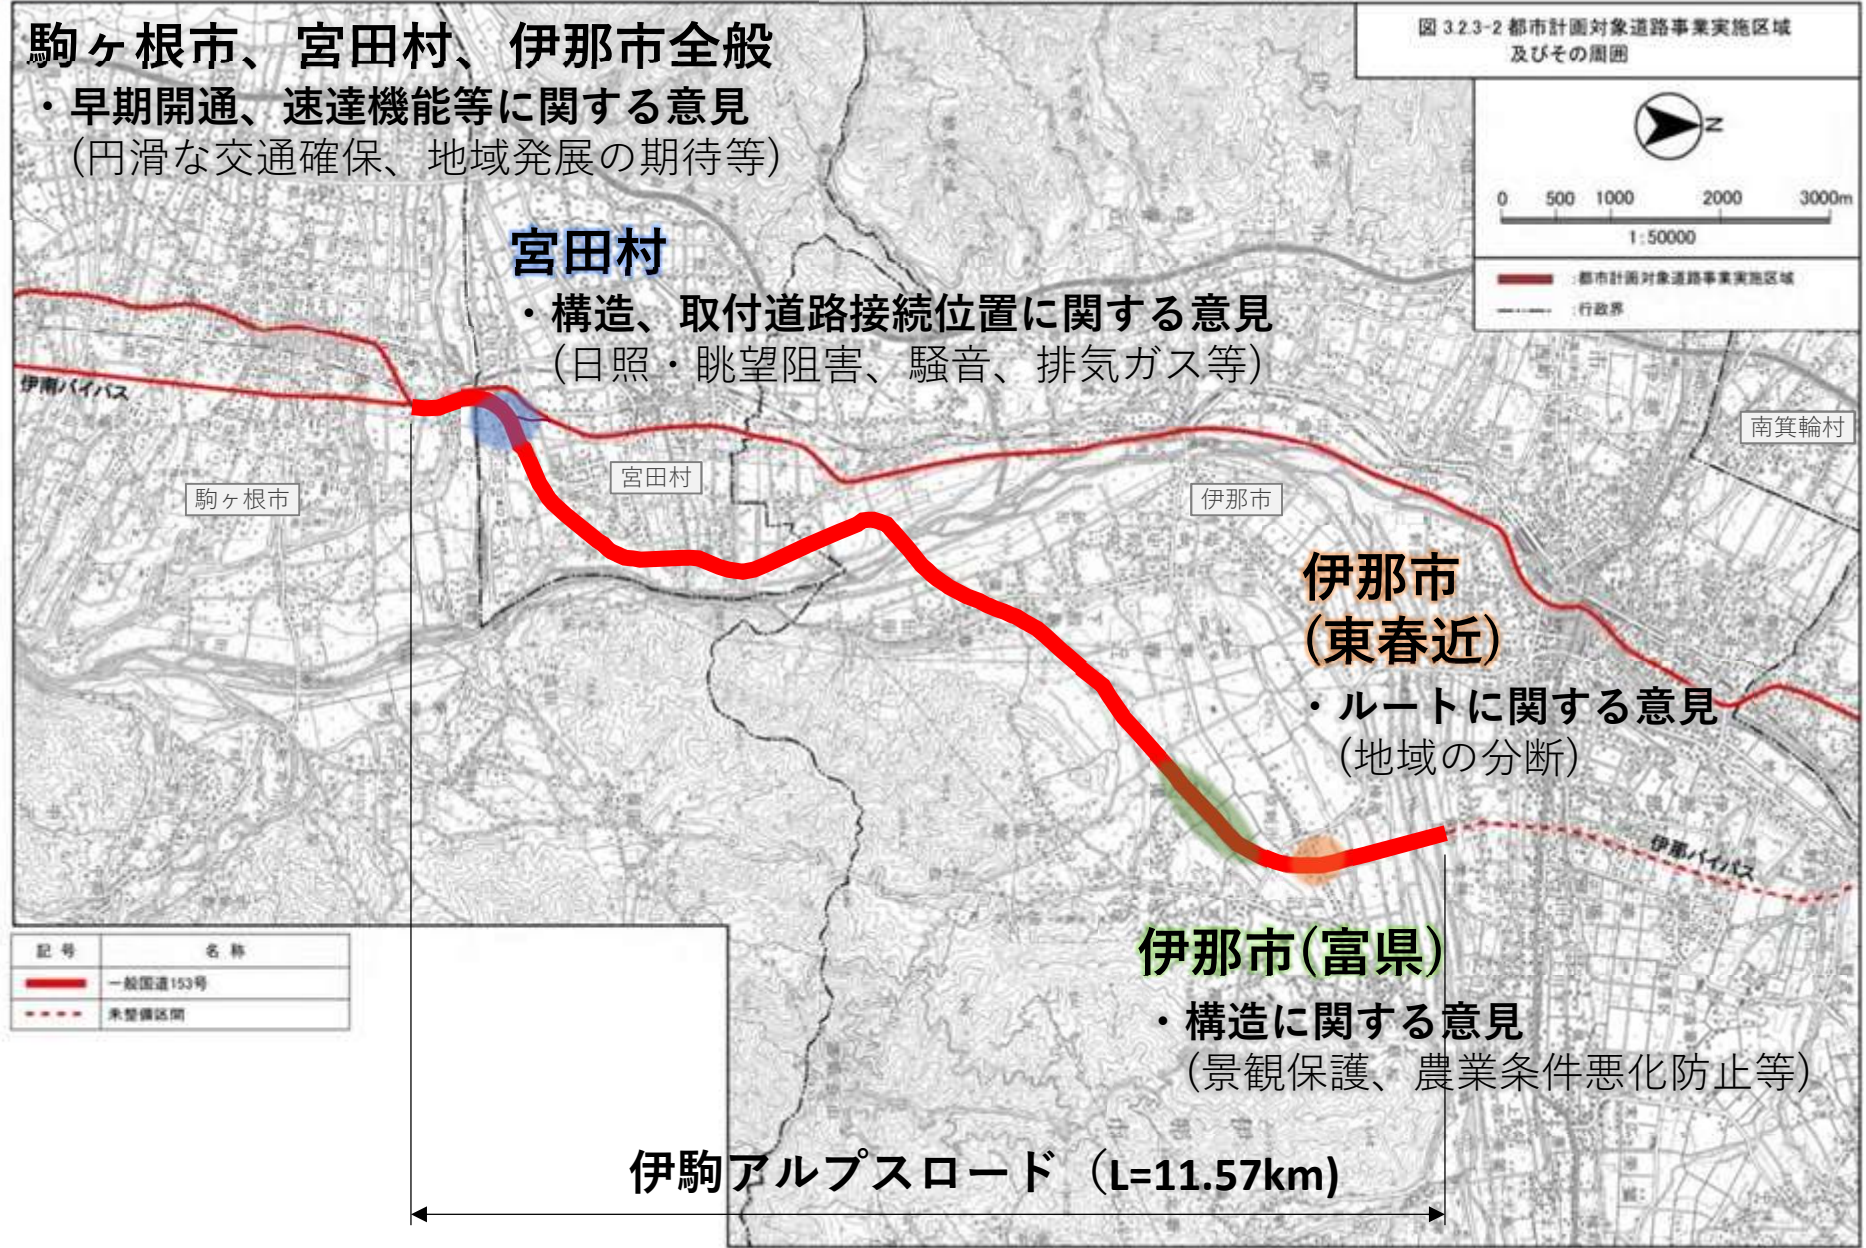 駒ヶ根市、宮田村、伊那市全般
・早期開通、速達機能等に関する意見
(円滑な交通確保、地域発展の期待等)
図 3.2.3-2 都市計画対象道路事業実施区域
及びその周囲
N
0 500 1000 2000 3000m
1:50000
:都市計画対象道路事業実施区域
:行政界
宮田村
・構造、取付道路接続位置に関する意見
(日照・眺望阻害、騒音、排気ガス等)
伊南バイパス
南箕輪村
宮田村
駒ヶ根市
伊那市
伊那市
(東春近)
・ルートに関する意見
(地域の分断)
伊那バイパス
伊那市(富県)
・構造に関する意見
(景観保護、農業条件悪化防止等)
記号 名称
一般国道153号
未整備区間
伊駒アルプスロード (L=11.57km)